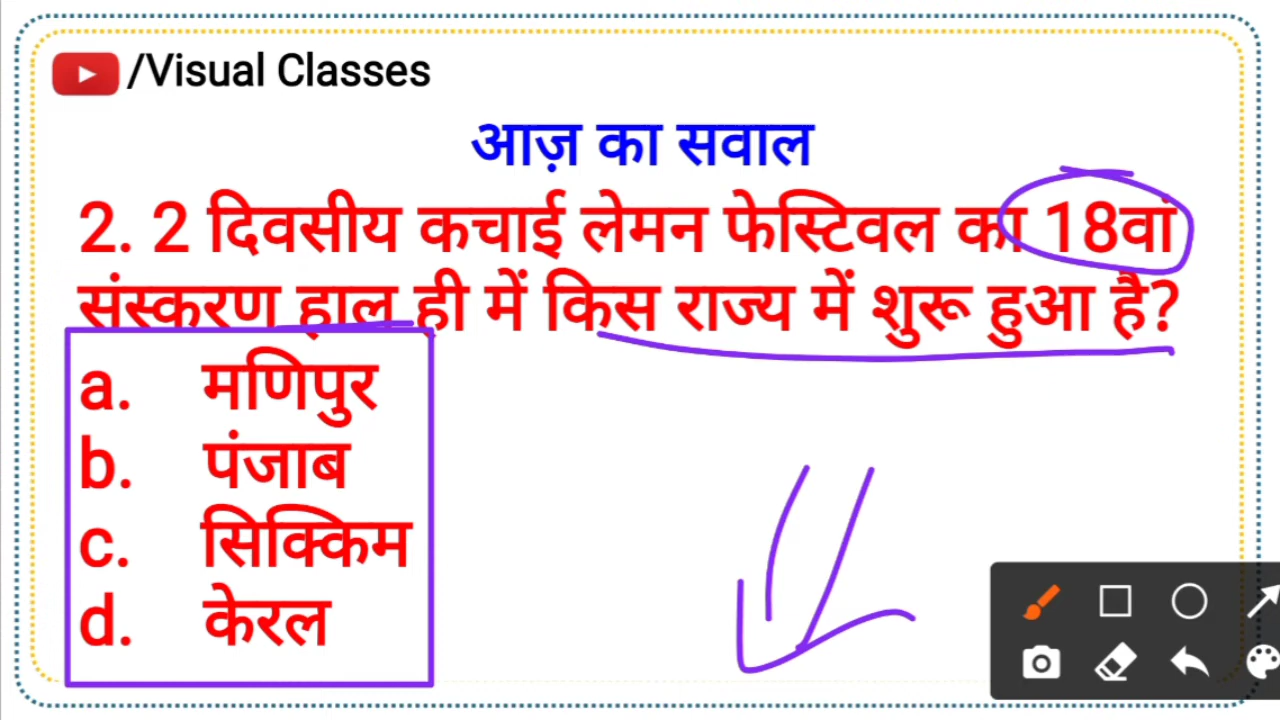 /Visual Classes
आज़ का सवाल
2. 2 दिवसीय कचाई लेमन फेस्टिवल का 18वां
संस्करण हाल ही में किस राज्य में शुरू हुआ है?
a. मणिपुर
b. पंजाब
c. सिक्किम
d. केरल